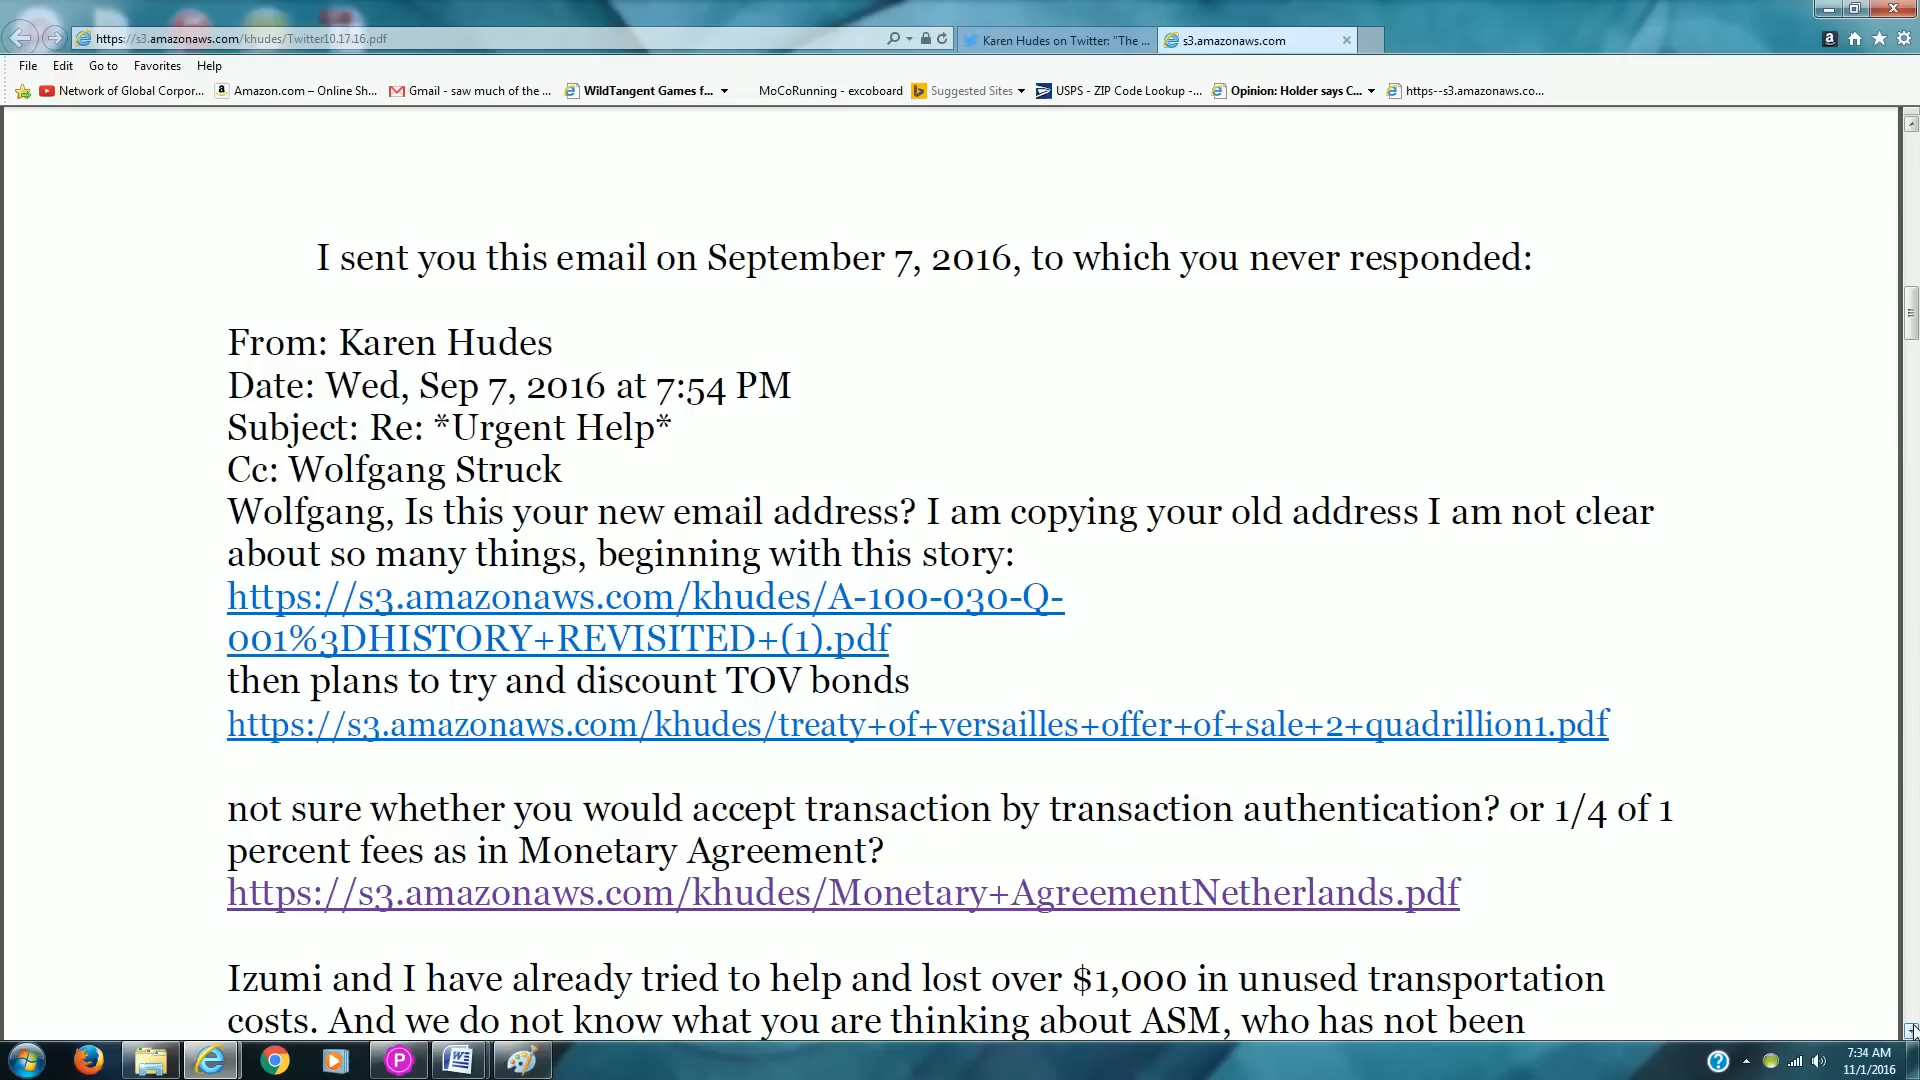 https://s3.amazonaws.com/khudes/Twitter10.17.16.pdf
Karen Hudes on Twitter: "The ...
s3.amazonaws.com
File Edit Go to Favorites Help
Network of Global Corpor...
Amazon.com – Online Sh...
Gmail - saw much of the ...
WildTangent Games f...
MoCoRunning - excoboard
Suggested Sites
USPS - ZIP Code Lookup -...
Opinion: Holder says C...
https--s3.amazonaws.co...
I sent you this email on September 7, 2016, to which you never responded:
From: Karen Hudes
Date: Wed, Sep 7, 2016 at 7:54 PM
Subject: Re: *Urgent Help*
Cc: Wolfgang Struck
Wolfgang, Is this your new email address? I am copying your old address I am not clear
about so many things, beginning with this story:
https://s3.amazonaws.com/khudes/A-100-030-Q-
001%3DHISTORY+REVISITED+(1).pdf
then plans to try and discount TOV bonds
https://s3.amazonaws.com/khudes/treaty+of+versailles+offer+of+sale+2+quadrillion1.pdf
not sure whether you would accept transaction by transaction authentication? or 1/4 of 1
percent fees as in Monetary Agreement?
https://s3.amazonaws.com/khudes/Monetary+AgreementNetherlands.pdf
Izumi and I have already tried to help and lost over $1,000 in unused transportation
costs. And we do not know what you are thinking about ASM, who has not been
7:34 AM
11/1/2016